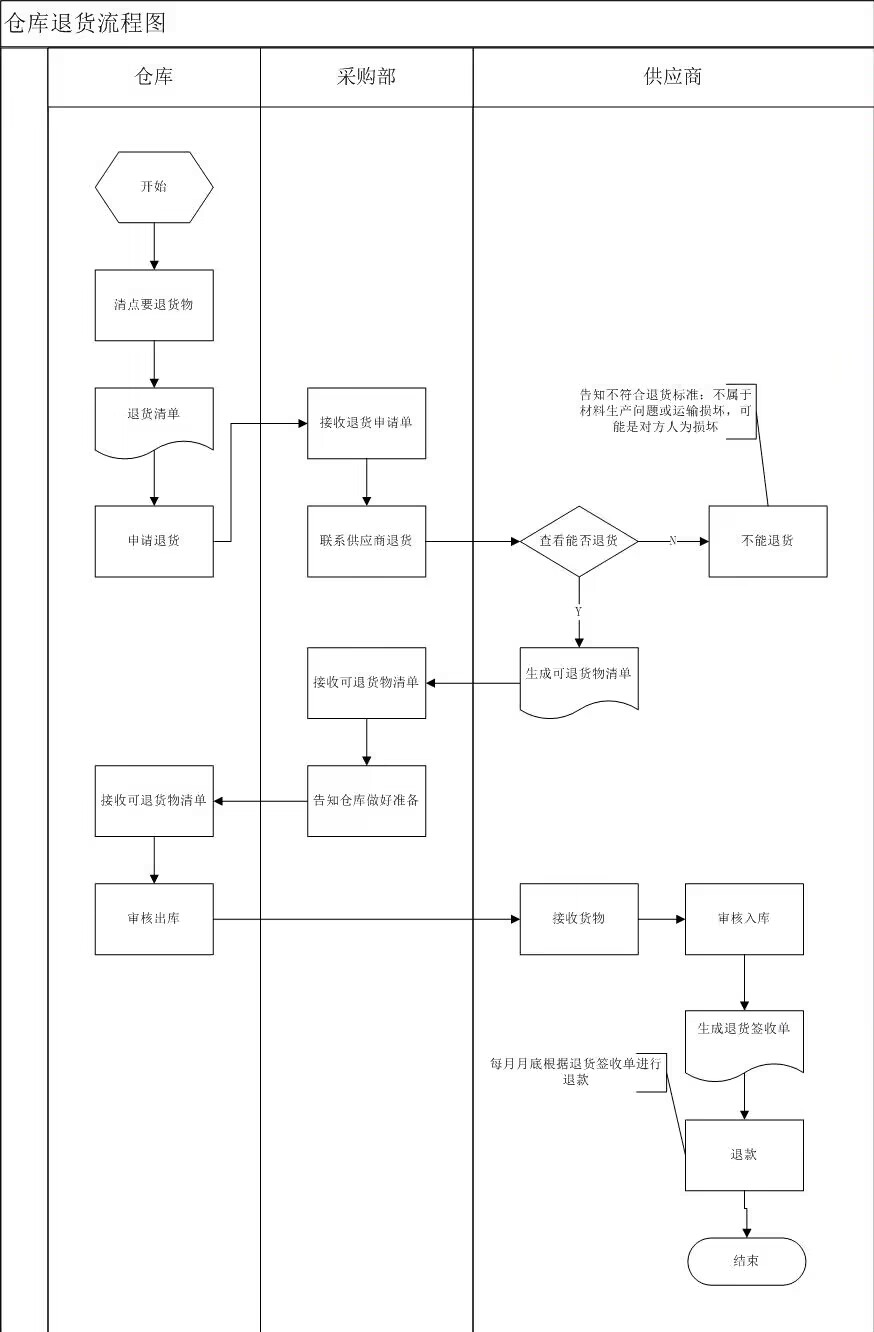 仓库退货流程图
仓库
采购部
供应商
开始
清点要退货物
退货清单
接收退货申请单
告知不符合退货标准：不属于
材料生产问题或运输损坏，可
能是对方人为损坏
申请退货
联系供应商退货
查看能否退货
N
不能退货
Y
接收可退货物清单
生成可退货物清单
接收可退货物清单
告知仓库做好准备
审核出库
接收货物
审核入库
生成退货签收单
每月月底根据退货签收单进行
退款
退款
结束